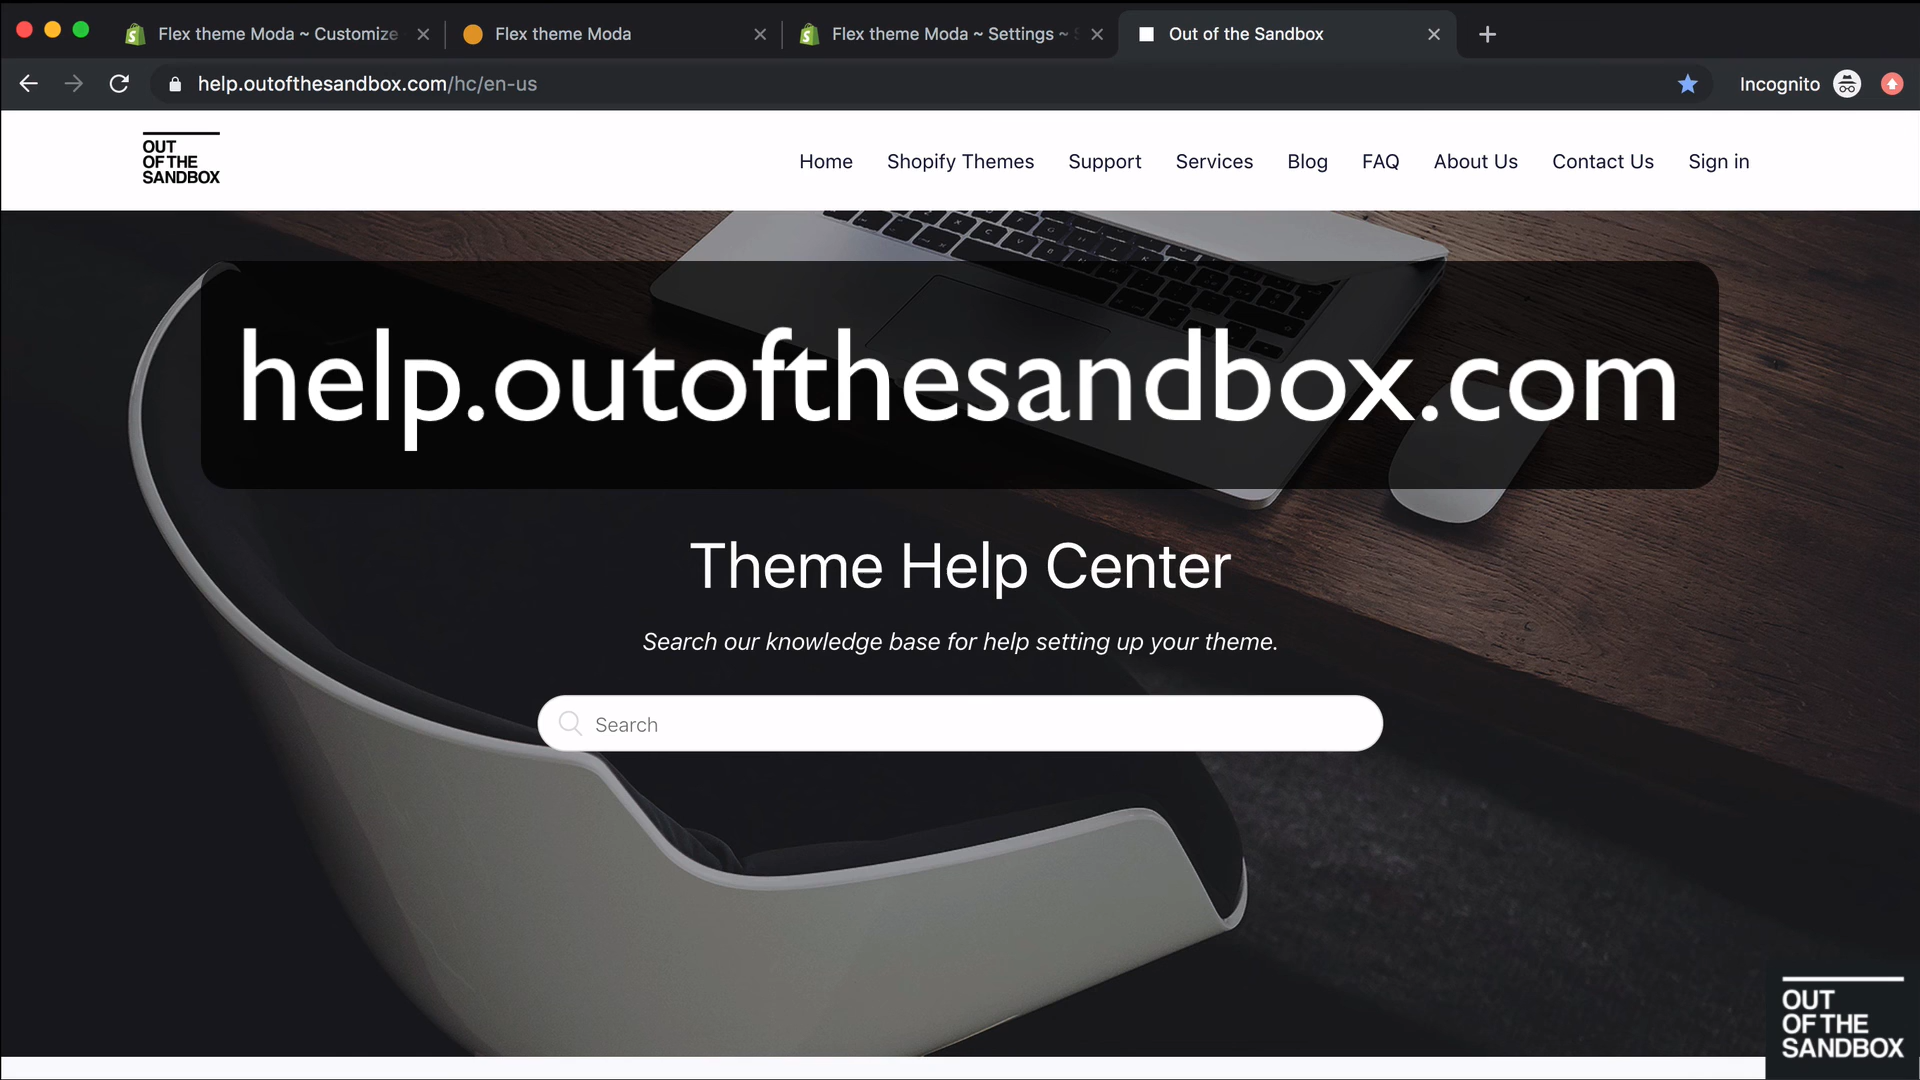 Flex theme Moda ~ Customize
Flex theme Moda
Flex theme Moda ~ Settings ~
Out of the Sandbox
help.outofthesandbox.com/hc/en-us
Incognito
OUT
OF THE
SANDBOX
Home
Shopify Themes
Support
Services
Blog
FAQ
About Us
Contact Us
Sign in
help.outofthesandbox.com
Theme Help Center
Search our knowledge base for help setting up your theme.
Search
OUT
OF THE
SANDBOX